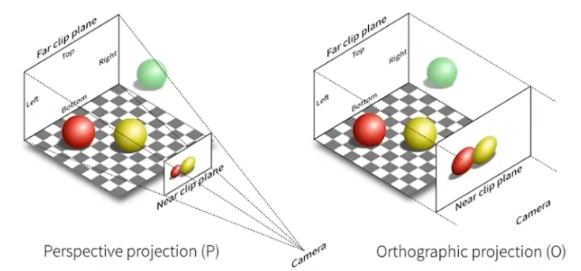 Far clip plane
Top
Right
Left
Bottom
Near clip plane
Camera
Perspective projection (P)
Far clip plane
Top
Right
Left
Bottom
Near clip plane
Camera
Orthographic projection (O)